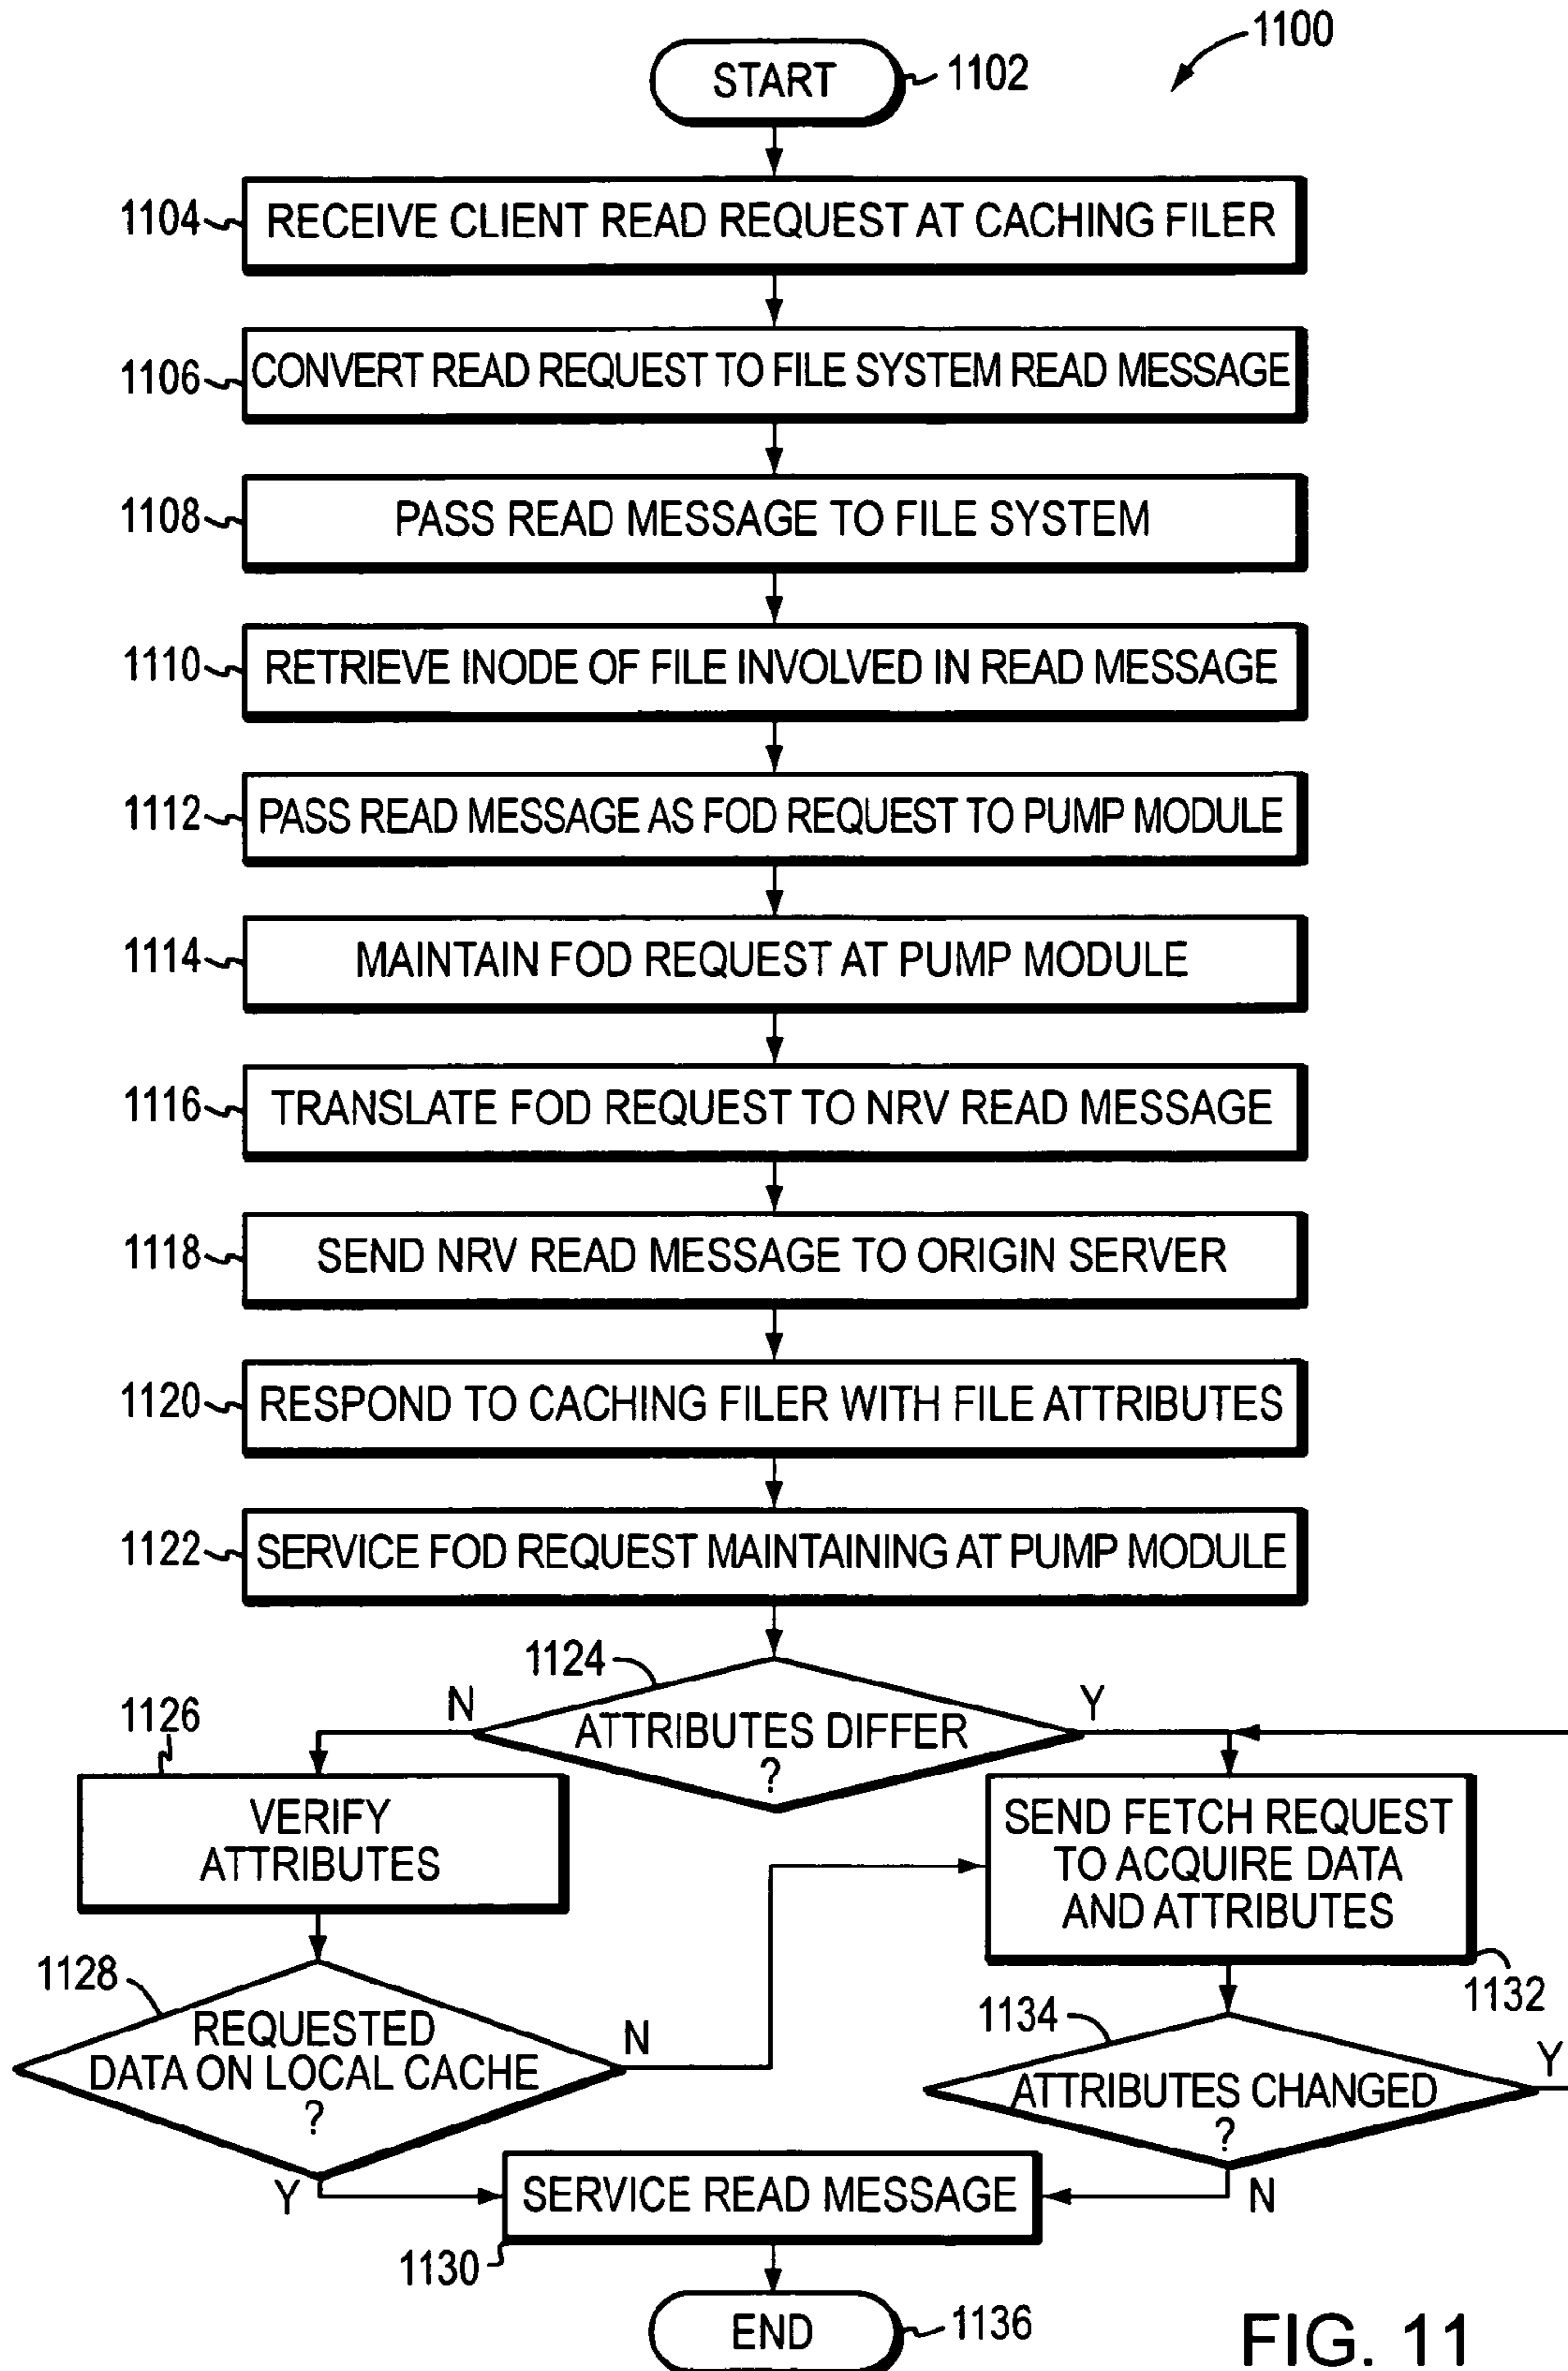 1100
START
1102
1104
RECEIVE CLIENT READ REQUEST AT CACHING FILER
1106
CONVERT READ REQUEST TO FILE SYSTEM READ MESSAGE
1108
PASS READ MESSAGE TO FILE SYSTEM
1110
RETRIEVE INODE OF FILE INVOLVED IN READ MESSAGE
1112
PASS READ MESSAGE AS FOD REQUEST TO PUMP MODULE
1114
MAINTAIN FOD REQUEST AT PUMP MODULE
1116
TRANSLATE FOD REQUEST TO NRV READ MESSAGE
1118
SEND NRV READ MESSAGE TO ORIGIN SERVER
1120
RESPOND TO CACHING FILER WITH FILE ATTRIBUTES
1122
SERVICE FOD REQUEST MAINTAINING AT PUMP MODULE
1124
N
ATTRIBUTES DIFFER
?
Y
1126
VERIFY
ATTRIBUTES
SEND FETCH REQUEST
TO ACQUIRE DATA
AND ATTRIBUTES
1132
1128
REQUESTED
DATA ON LOCAL CACHE
?
N
Y
1134
ATTRIBUTES CHANGED
?
Y
N
SERVICE READ MESSAGE
1130
END
1136
FIG. 11